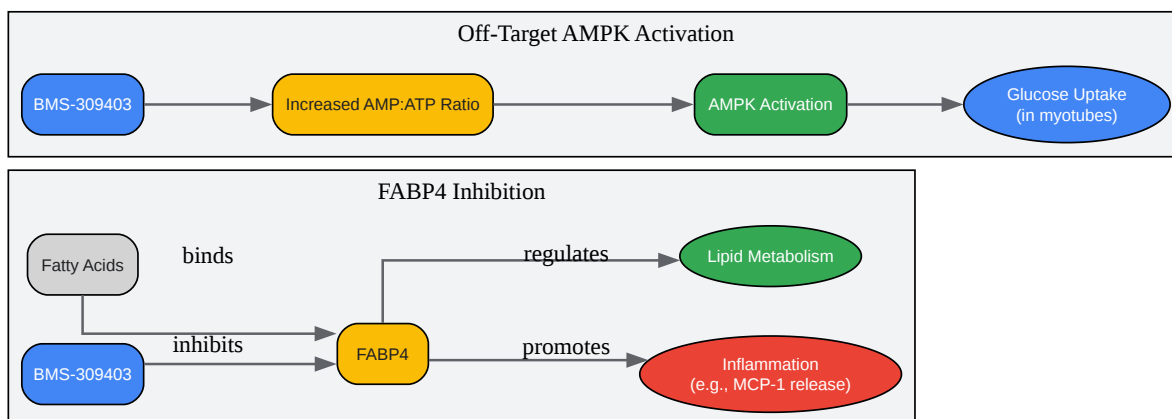 Off-Target AMPK Activation
BMS-309403
Increased AMP:ATP Ratio
AMPK Activation
Glucose Uptake
(in myotubes)
FABP4 Inhibition
Fatty Acids
binds
regulates
Lipid Metabolism
BMS-309403
inhibits
FABP4
promotes
Inflammation
(e.g., MCP-1 release)